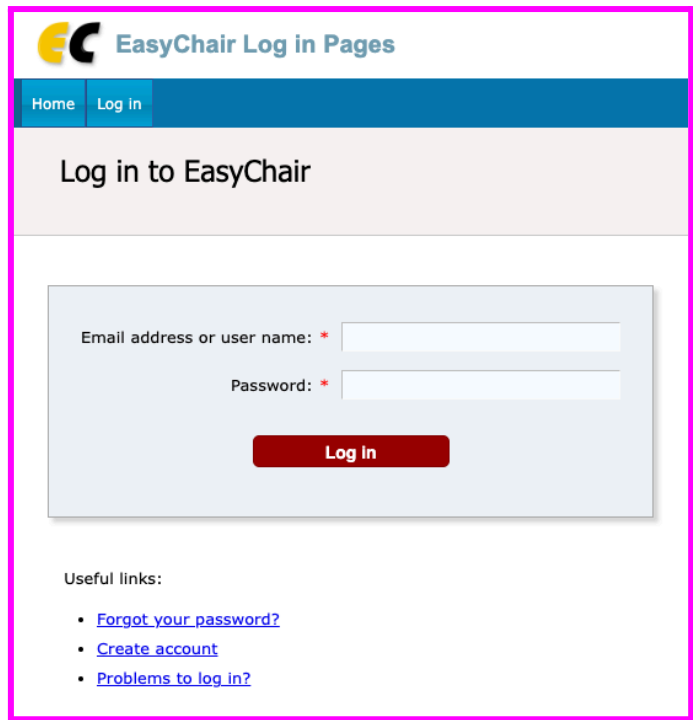 EC EasyChair Log in Pages
Home Log in
Log in to EasyChair
Email address or user name: *
Password: *
Log in
Useful links:
• Forgot your password?
• Create account
• Problems to log in?